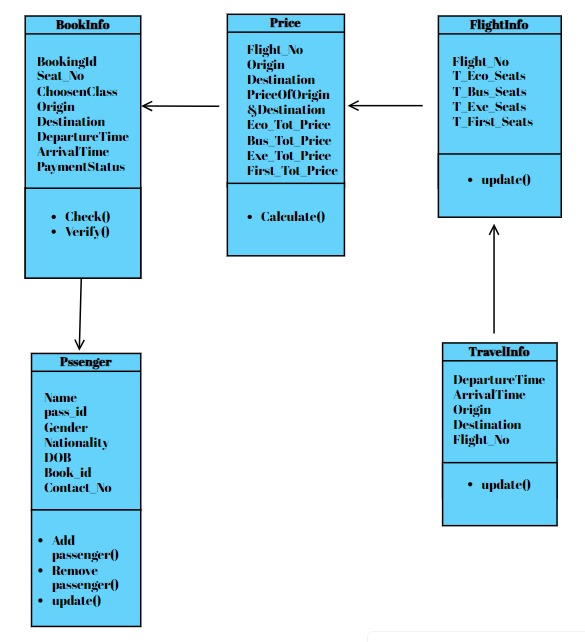 BookInfo
BookingId
Seat_No
ChoosenClass
Origin
Destination
DepartureTime
ArrivalTime
PaymentStatus
• Check()
• Verify()
Price
Flight_No
Origin
Destination
PriceOfOrigin
&Destination
Eco_Tot_Price
Bus_Tot_Price
Exe_Tot_Price
First_Tot_Price
• Calculate()
FlightInfo
Flight_No
T_Eco_Seats
T_Bus_Seats
T_Exe_Seats
T_First_Seats
• update()
Pssenger
Name
pass_id
Gender
Nationality
DOB
Book_id
Contact_No
• Add
passenger()
• Remove
passenger()
• update()
TravelInfo
DepartureTime
ArrivalTime
Origin
Destination
Flight_No
• update()